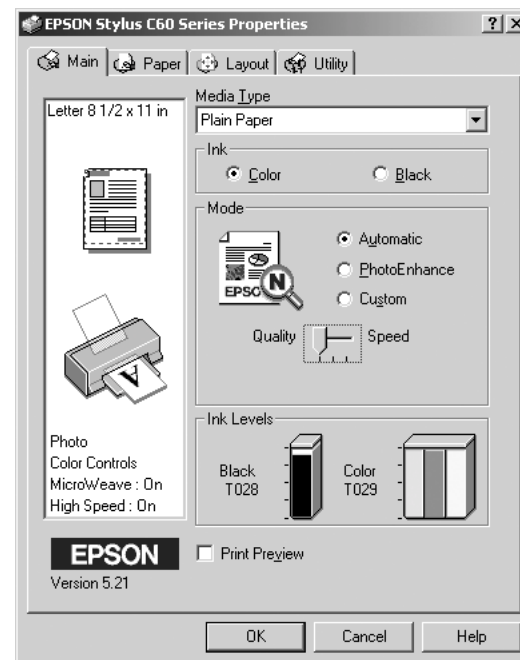 EPSON Stylus C60 Series Properties
Main
Paper
Layout
Utility
Letter 8 1/2 x 11 in
Photo
Color Controls
MicroWeave : On
High Speed : On
EPSON
Version 5.21
Media Type
Plain Paper
Ink
Color
Black
Mode
EPSO
N
Automatic
PhotoEnhance
Custom
Quality
Speed
Ink Levels
Black
T028
Color
T029
Print Preview
OK
Cancel
Help